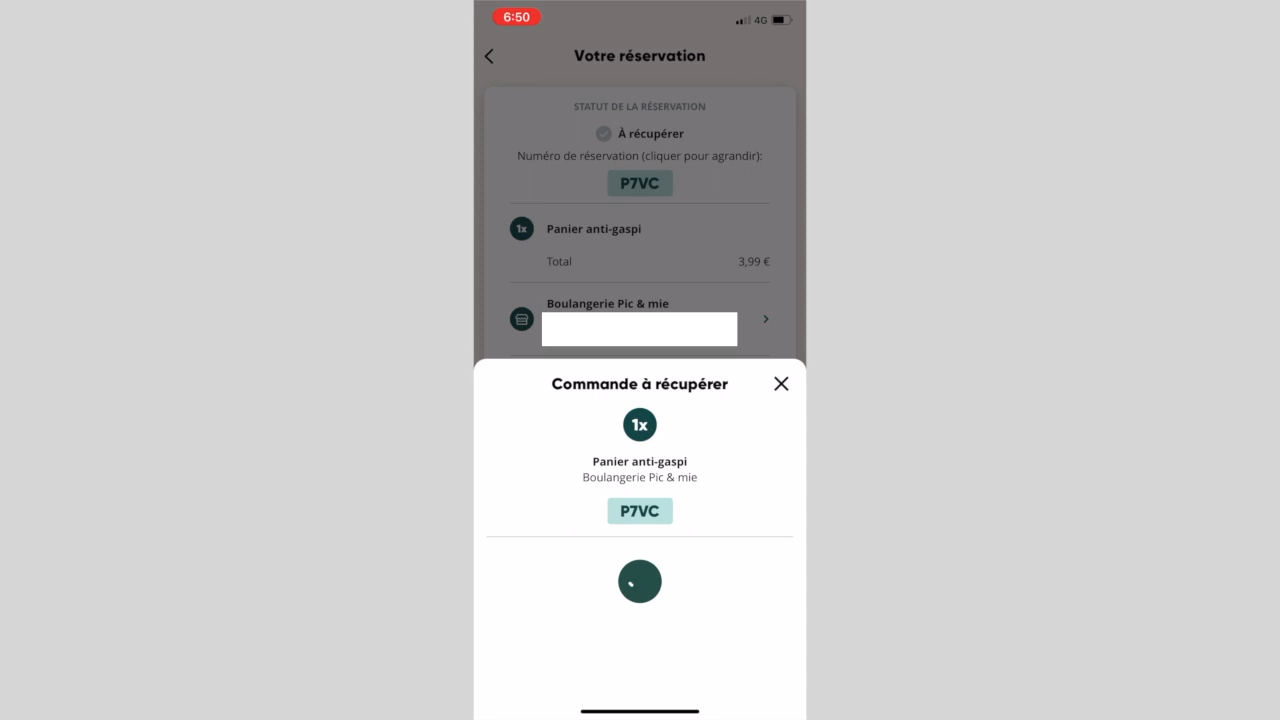 6:50
4G
Votre réservation
STATUT DE LA RÉSERVATION
À récupérer
Numéro de réservation (cliquer pour agrandir):
P7VC
1x Panier anti-gaspi
Total 3,99 €
Boulangerie Pic & mie
Commande à récupérer
1x
Panier anti-gaspi
Boulangerie Pic & mie
P7VC